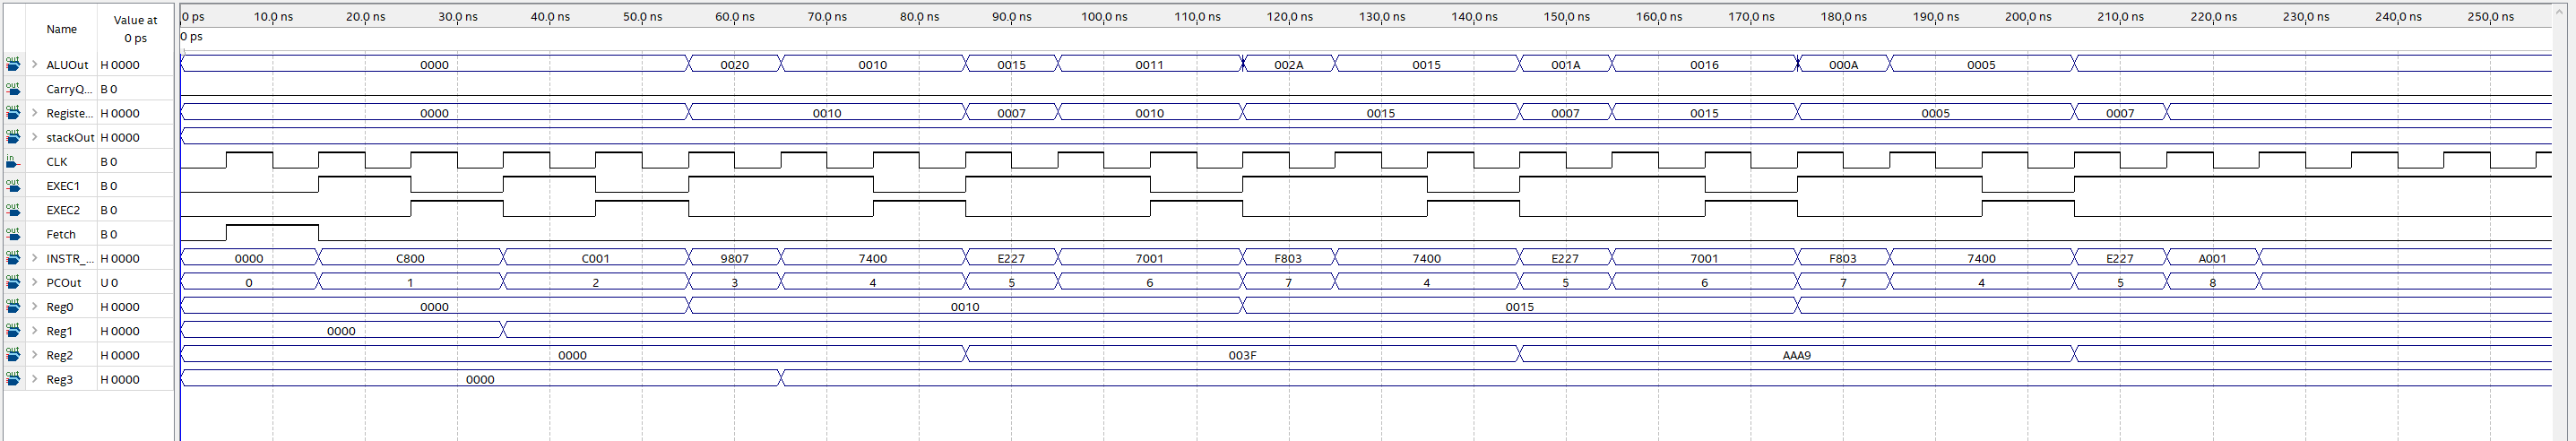 Name Value at 0 ps
0 ps 10.0 ns 20.0 ns 30.0 ns 40.0 ns 50.0 ns 60.0 ns 70.0 ns 80.0 ns 90.0 ns 100.0 ns 110.0 ns 120.0 ns 130.0 ns 140.0 ns 150.0 ns 160.0 ns 170.0 ns 180.0 ns 190.0 ns 200.0 ns 210.0 ns 220.0 ns 230.0 ns 240.0 ns 250.0 ns
0 ps
out ALUOut H 0000 0000 0020 0010 0015 0011 002A 0015 001A 0016 000A 0005
out CarryQ... B 0
out Registe... H 0000 0000 0010 0007 0010 0015 0007 0015 0005 0007
out stackOut H 0000
in CLK B 0
out EXEC1 B 0
out EXEC2 B 0
out Fetch B 0
out INSTR_... H 0000 0000 C800 C001 9807 7400 E227 7001 F803 7400 E227 7001 F803 7400 E227 A001
out PCOut U 0 0 1 2 3 4 5 6 7 4 5 6 7 4 5 8
out Reg0 H 0000 0000 0010 0015
out Reg1 H 0000 0000
out Reg2 H 0000 0000 003F AAA9
out Reg3 H 0000 0000